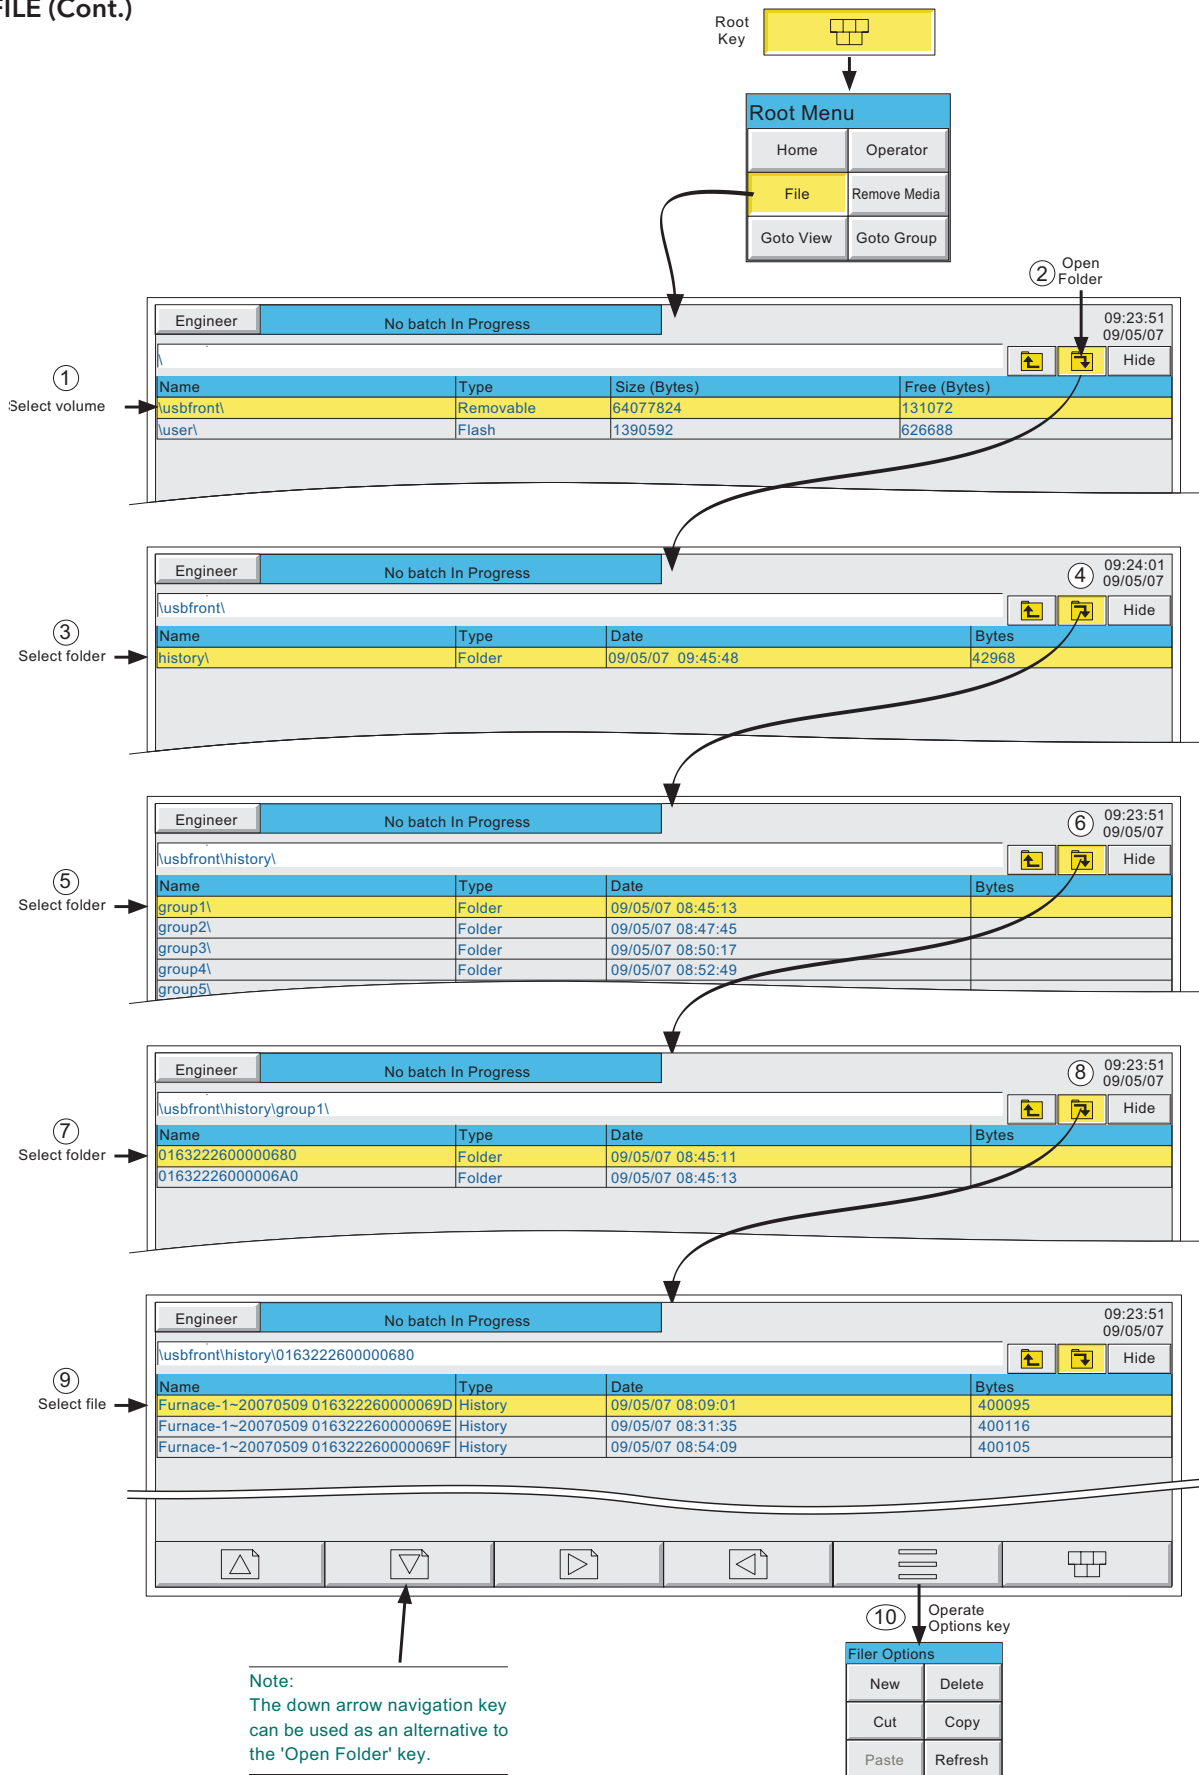 FILE (Cont.)
Root
Key
Root Menu
Home Operator
File Remove Media
Goto View Goto Group
2 Open
Folder
Engineer No batch In Progress 09:23:51
09/05/07
\ Hide
1
Select volume
Name Type Size (Bytes) Free (Bytes)
\usbfront\ Removable 64077824 131072
\user\ Flash 1390592 626688
Engineer No batch In Progress 4 09:24:01
09/05/07
\usbfront\ Hide
3
Select folder
Name Type Date Bytes
history\ Folder 09/05/07 09:45:48 42968
Engineer No batch In Progress 6 09:23:51
09/05/07
\usbfront\history\ Hide
5
Select folder
Name Type Date Bytes
group1\ Folder 09/05/07 08:45:13
group2\ Folder 09/05/07 08:47:45
group3\ Folder 09/05/07 08:50:17
group4\ Folder 09/05/07 08:52:49
group5\
Engineer No batch In Progress 8 09:23:51
09/05/07
\usbfront\history\group1\ Hide
7
Select folder
Name Type Date Bytes
0163222600000680 Folder 09/05/07 08:45:11
01632226000006A0 Folder 09/05/07 08:45:13
Engineer No batch In Progress 09:23:51
09/05/07
\usbfront\history\0163222600000680 Hide
9
Select file
Name Type Date Bytes
Furnace-1~20070509 016322260000069D History 09/05/07 08:09:01 400095
Furnace-1~20070509 016322260000069E History 09/05/07 08:31:35 400116
Furnace-1~20070509 016322260000069F History 09/05/07 08:54:09 400105
10 Operate
Options key
Filer Options
New Delete
Cut Copy
Paste Refresh
Note:
The down arrow navigation key
can be used as an alternative to
the 'Open Folder' key.